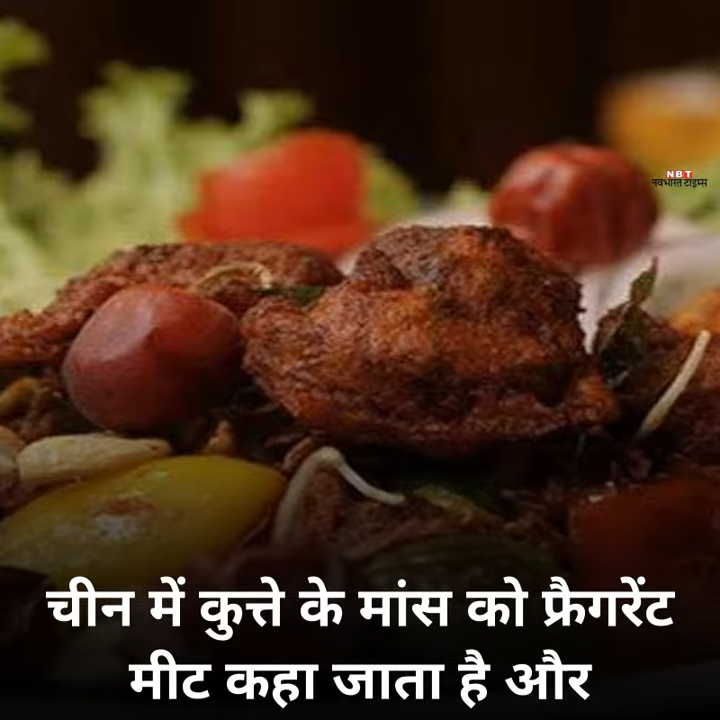 NBT
नवभारत टाइम्स
चीन में कुत्ते के मांस को फ्रैगरेंट
मीट कहा जाता है और